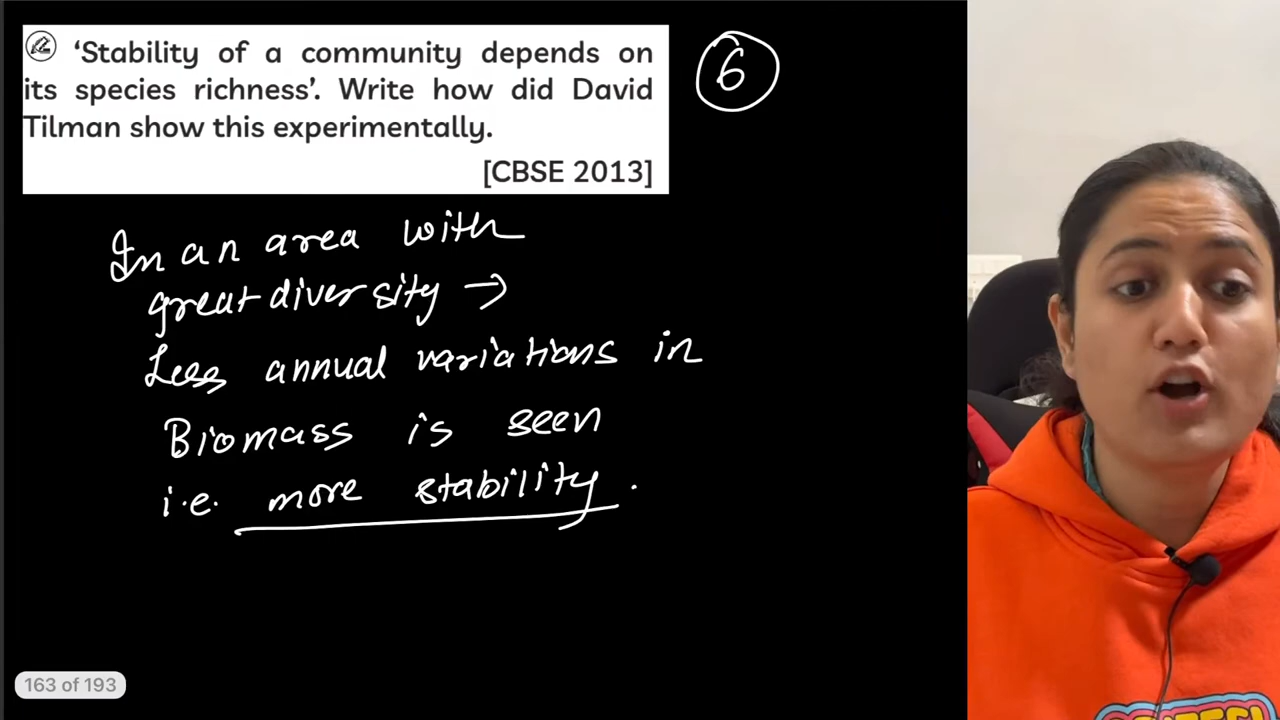 'Stability of a community depends on
its species richness'. Write how did David
Tilman show this experimentally.
[CBSE 2013]
6
In an area with
great diversity →
Less annual variations in
Biomass is seen
i.e. more stability.
163 of 193